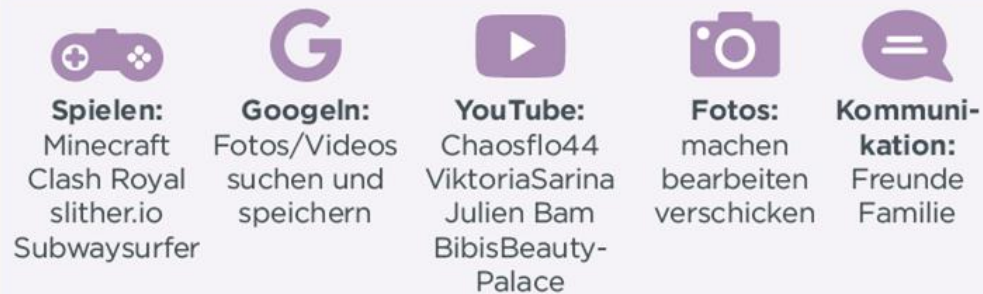 Spielen:
Minecraft
Clash Royal
slither.io
Subwaysurfer
Googeln:
Fotos/Videos
suchen und
speichern
YouTube:
Chaosflo44
ViktoriaSarina
Julien Bam
BibisBeauty-
Palace
Fotos:
machen
bearbeiten
verschicken
Kommuni-
kation:
Freunde
Familie